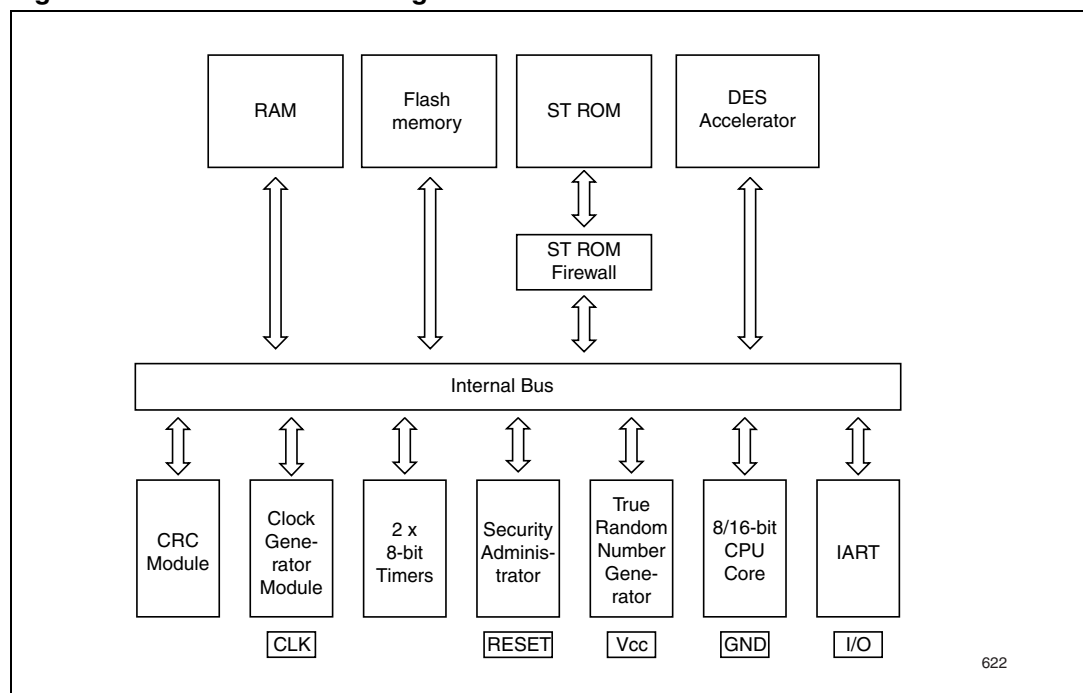 RAM
Flash
memory
ST ROM
DES
Accelerator
ST ROM
Firewall
Internal Bus
CRC
Module
Clock
Gene-
rator
Module
2 x
8-bit
Timers
Security
Adminis-
trator
True
Random
Number
Gene-
rator
8/16-bit
CPU
Core
IART
CLK
RESET
Vcc
GND
I/O
622